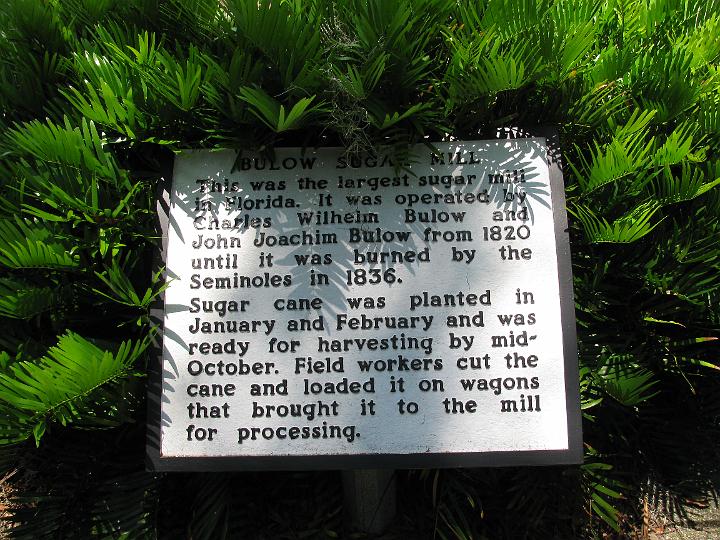 BULOW SUGAR MILL
This was the largest sugar mill
in Florida. It was operated by
Charles Wilhelm Bulow and
John Joachim Bulow from 1820
until it was burned by the
Seminoles in 1836.
Sugar cane was planted in
January and February and was
ready for harvesting by mid-
October. Field workers cut the
cane and loaded it on wagons
that brought it to the mill
for processing.